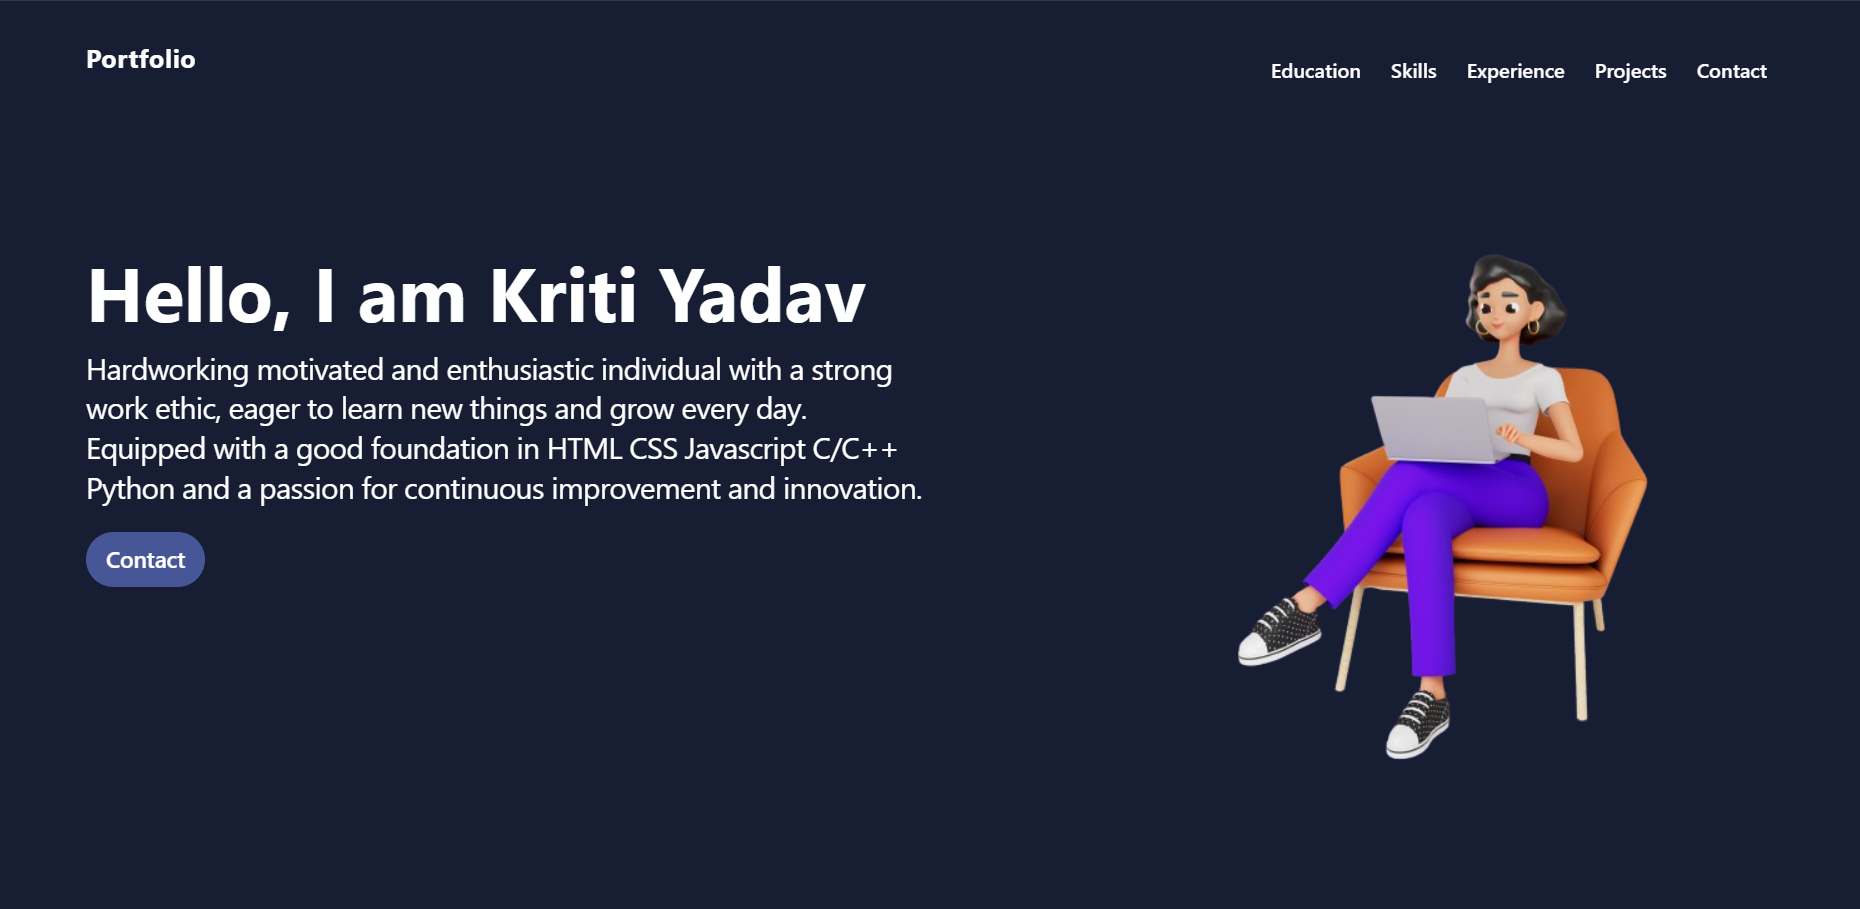 Portfolio
Education Skills Experience Projects Contact
Hello, I am Kriti Yadav
Hardworking motivated and enthusiastic individual with a strong
work ethic, eager to learn new things and grow every day.
Equipped with a good foundation in HTML CSS Javascript C/C++
Python and a passion for continuous improvement and innovation.
Contact